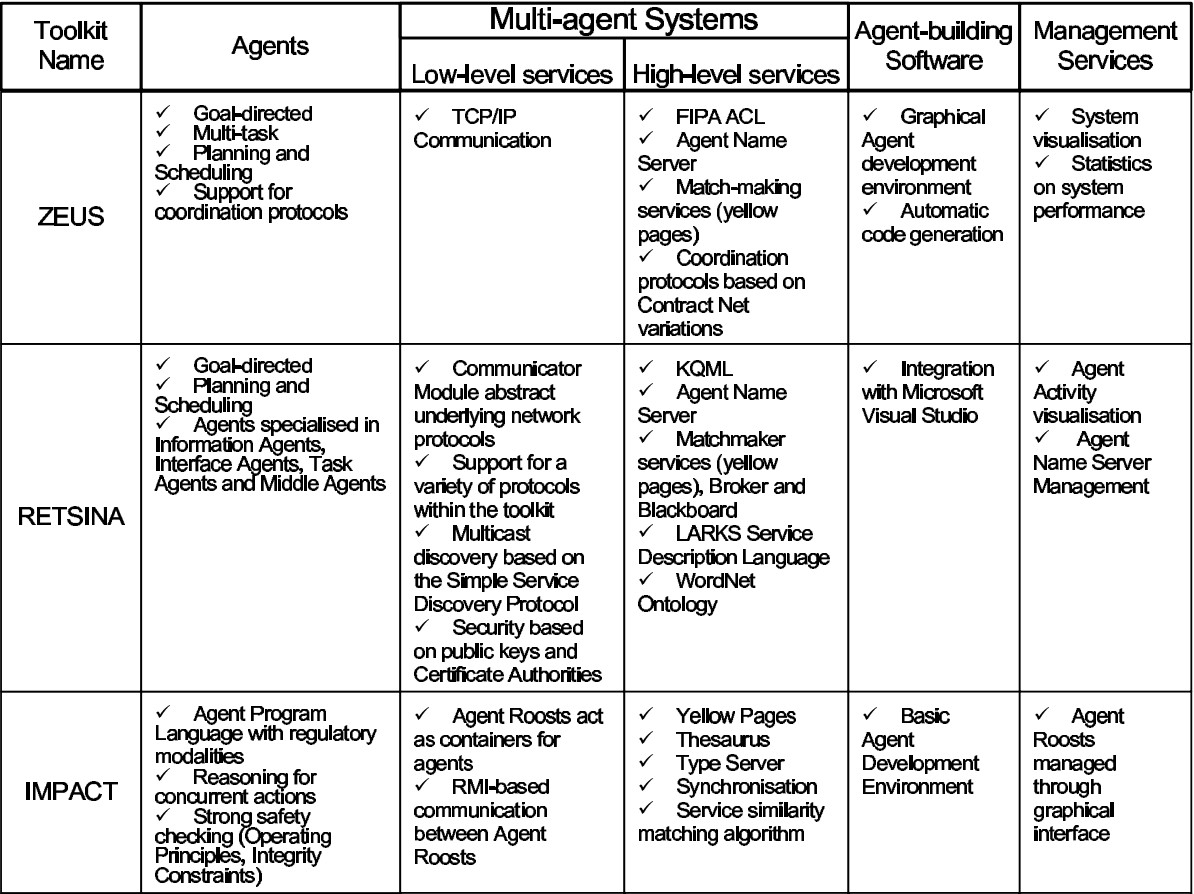 Toolkit
Name
Agents
Multi-agent Systems
Low-level services
High-level services
Agent-building
Software
Management
Services
ZEUS
✓ Goal-directed
✓ Multi-task
✓ Planning and
Scheduling
✓ Support for
coordination protocols
✓ TCP/IP
Communication
✓ FIPA ACL
✓ Agent Name
Server
✓ Match-making
services (yellow
pages)
✓ Coordination
protocols based on
Contract Net
variations
✓ Graphical
Agent
development
environment
✓ Automatic
code generation
✓ System
visualisation
✓ Statistics
on system
performance
RETSINA
✓ Goal-directed
✓ Planning and
Scheduling
✓ Agents specialised in
Information Agents,
Interface Agents, Task
Agents and Middle Agents
✓ Communicator
Module abstract
underlying network
protocols
✓ Support for a
variety of protocols
within the toolkit
✓ Multicast
discovery based on
the Simple Service
Discovery Protocol
✓ Security based
on public keys and
Certificate Authorities
✓ KQML
✓ Agent Name
Server
✓ Matchmaker
services (yellow
pages), Broker and
Blackboard
✓ LARKS Service
Description Language
✓ WordNet
Ontology
✓ Integration
with Microsoft
Visual Studio
✓ Agent
Activity
visualisation
✓ Agent
Name Server
Management
IMPACT
✓ Agent Program
Language with regulatory
modalities
✓ Reasoning for
concurrent actions
✓ Strong safety
checking (Operating
Principles, Integrity
Constraints)
✓ Agent Roosts act
as containers for
agents
✓ RMI-based
communication
between Agent
Roosts
✓ Yellow Pages
✓ Thesaurus
✓ Type Server
✓ Synchronisation
✓ Service similarity
matching algorithm
✓ Basic
Agent
Development
Environment
✓ Agent
Roosts
managed
through
graphical
interface